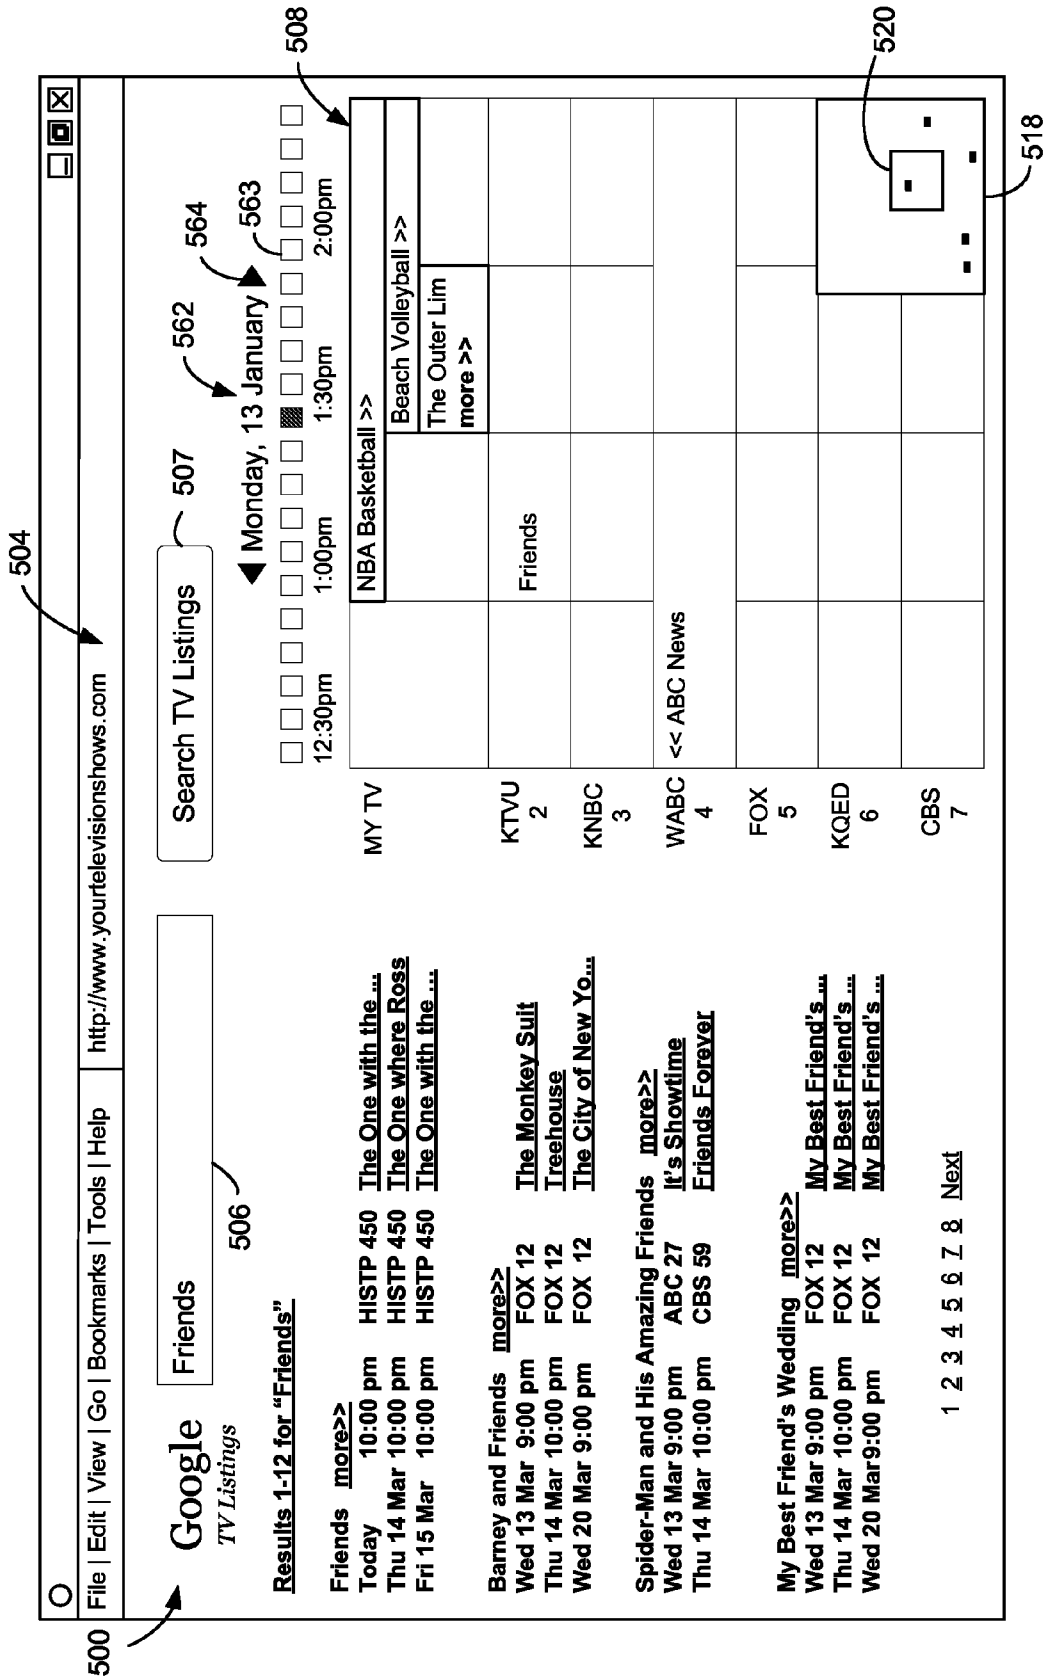 504
File | Edit | View | Go | Bookmarks | Tools | Help
http://www.yourtelevisionshows.com
500
Google
TV Listings
Friends
506
Search TV Listings
507
562
564
563
508
Results 1-12 for “Friends”
Friends more>>
Today 10:00 pm HISTP 450 The One with the ...
Thu 14 Mar 10:00 pm HISTP 450 The One where Ross
Fri 15 Mar 10:00 pm HISTP 450 The One with the ...
Barney and Friends more>>
Wed 13 Mar 9:00 pm FOX 12 The Monkey Suit
Thu 14 Mar 10:00 pm FOX 12 Treehouse
Wed 20 Mar 9:00 pm FOX 12 The City of New Yo...
Spider-Man and His Amazing Friends more>>
Wed 13 Mar 9:00 pm ABC 27 It's Showtime
Thu 14 Mar 10:00 pm CBS 59 Friends Forever
My Best Friend's Wedding more>>
Wed 13 Mar 9:00 pm FOX 12 My Best Friend's ...
Thu 14 Mar 10:00 pm FOX 12 My Best Friend's ...
Wed 20 Mar9:00 pm FOX 12 My Best Friend's ...
1 2 3 4 5 6 7 8 Next
Monday, 13 January
12:30pm 1:00pm 1:30pm 2:00pm
MY TV
NBA Basketball >>
Beach Volleyball >>
The Outer Lim
more >>
KTVU
2
Friends
KNBC
3
WABC
4
<< ABC News
FOX
5
KQED
6
CBS
7
520
518